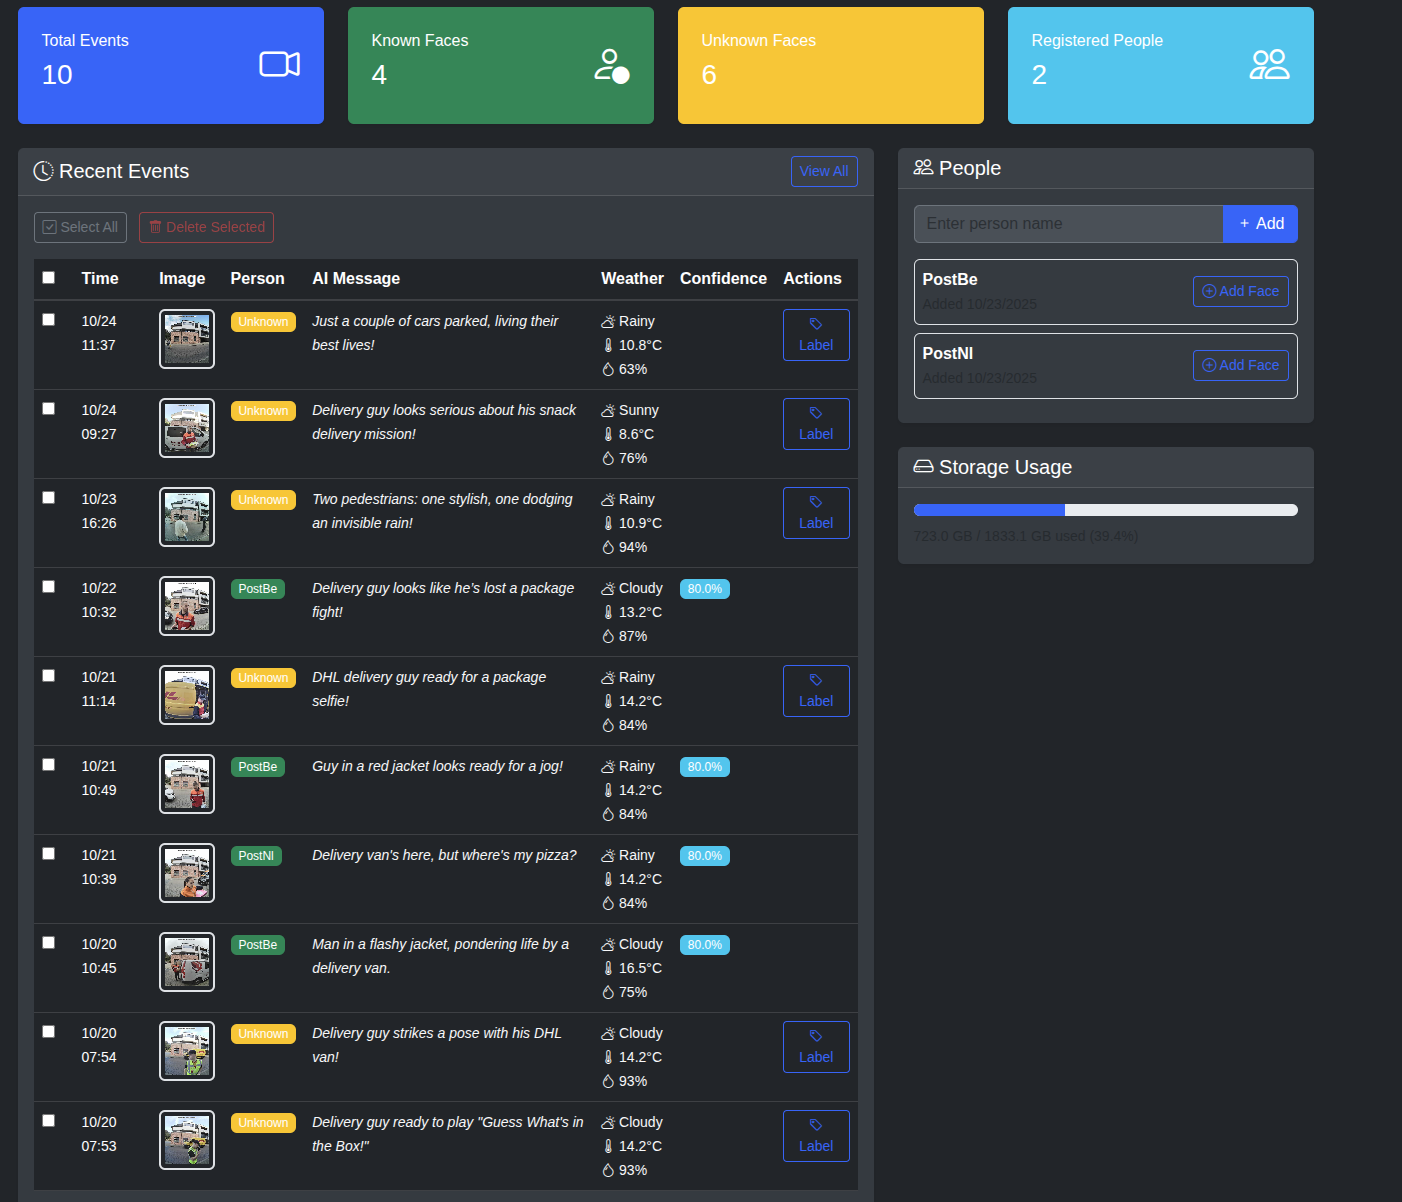 Total Events
10
Known Faces
4
Unknown Faces
6
Registered People
2
Recent Events
View All
Select All
Delete Selected
Time Image Person AI Message Weather Confidence Actions
10/24
11:37
Unknown
Just a couple of cars parked, living their
best lives!
Rainy
10.8°C
63%
Label
10/24
09:27
Unknown
Delivery guy looks serious about his snack
delivery mission!
Sunny
8.6°C
76%
Label
10/23
16:26
Unknown
Two pedestrians: one stylish, one dodging
an invisible rain!
Rainy
10.9°C
94%
Label
10/22
10:32
PostBe
Delivery guy looks like he’s lost a package
fight!
Cloudy
13.2°C
87%
80.0%
10/21
11:14
Unknown
DHL delivery guy ready for a package
selfie!
Rainy
14.2°C
84%
Label
10/21
10:49
PostBe
Guy in a red jacket looks ready for a jog!
Rainy
14.2°C
84%
80.0%
10/21
10:39
PostNl
Delivery van's here, but where's my pizza?
Rainy
14.2°C
84%
80.0%
10/20
10:45
PostBe
Man in a flashy jacket, pondering life by a
delivery van.
Cloudy
16.5°C
75%
80.0%
10/20
07:54
Unknown
Delivery guy strikes a pose with his DHL
van!
Cloudy
14.2°C
93%
Label
10/20
07:53
Unknown
Delivery guy ready to play "Guess What's in
the Box!"
Cloudy
14.2°C
93%
Label
People
Enter person name
+ Add
PostBe
Added 10/23/2025
Add Face
PostNl
Added 10/23/2025
Add Face
Storage Usage
723.0 GB / 1833.1 GB used (39.4%)